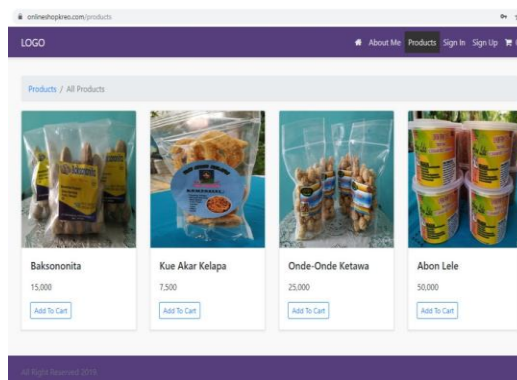 onlineshopkreo.com/products
LOGO
About Me Products Sign In Sign Up
Products / All Products
Baksononita
Kue Akar Kelapa
Onde-Onde Ketawa
Abon Lele
15,000
7,500
25,000
50,000
Add To Cart
Add To Cart
Add To Cart
Add To Cart
All Right Reserved 2016